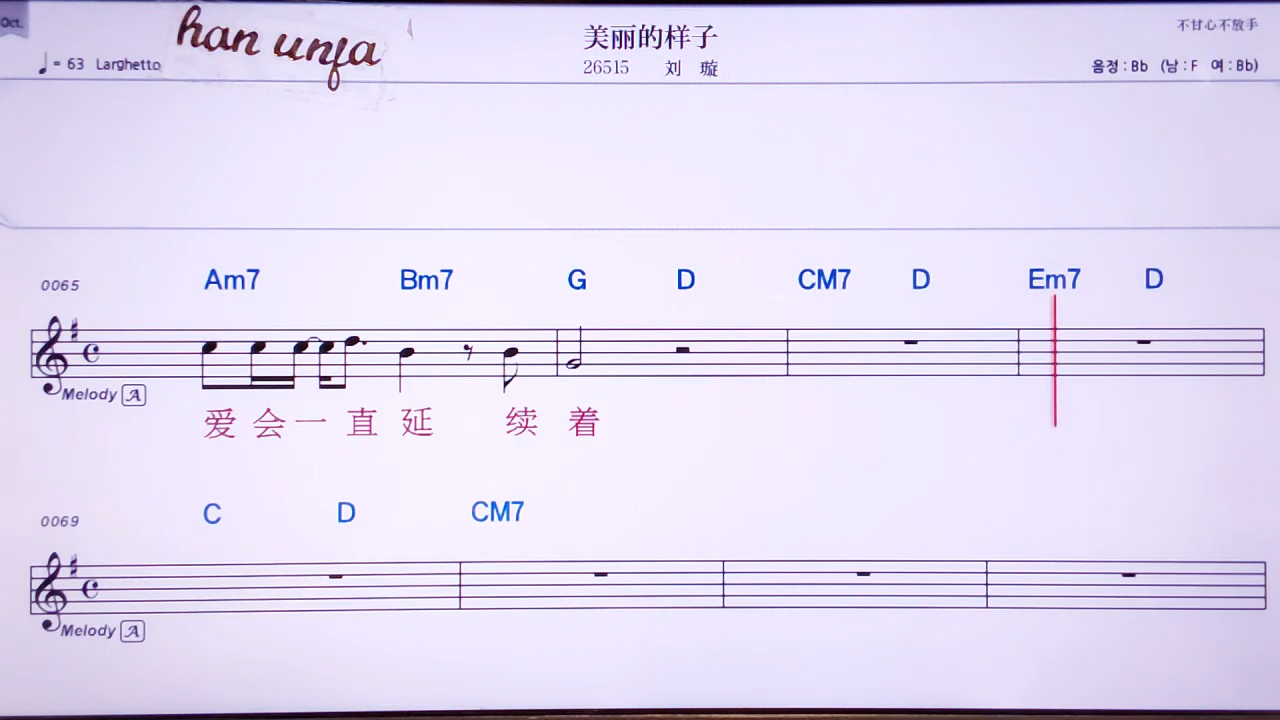 Oct.
han unfa
美丽的样子
不甘心不放手
♩= 63 Larghetto
26515 刘 璇
음정 : Bb (남 : F 여 : Bb)
0065 Am7 Bm7 G D CM7 D Em7 D
Melody A
爱 会 一 直 延 续 着
0069 C D CM7
Melody A